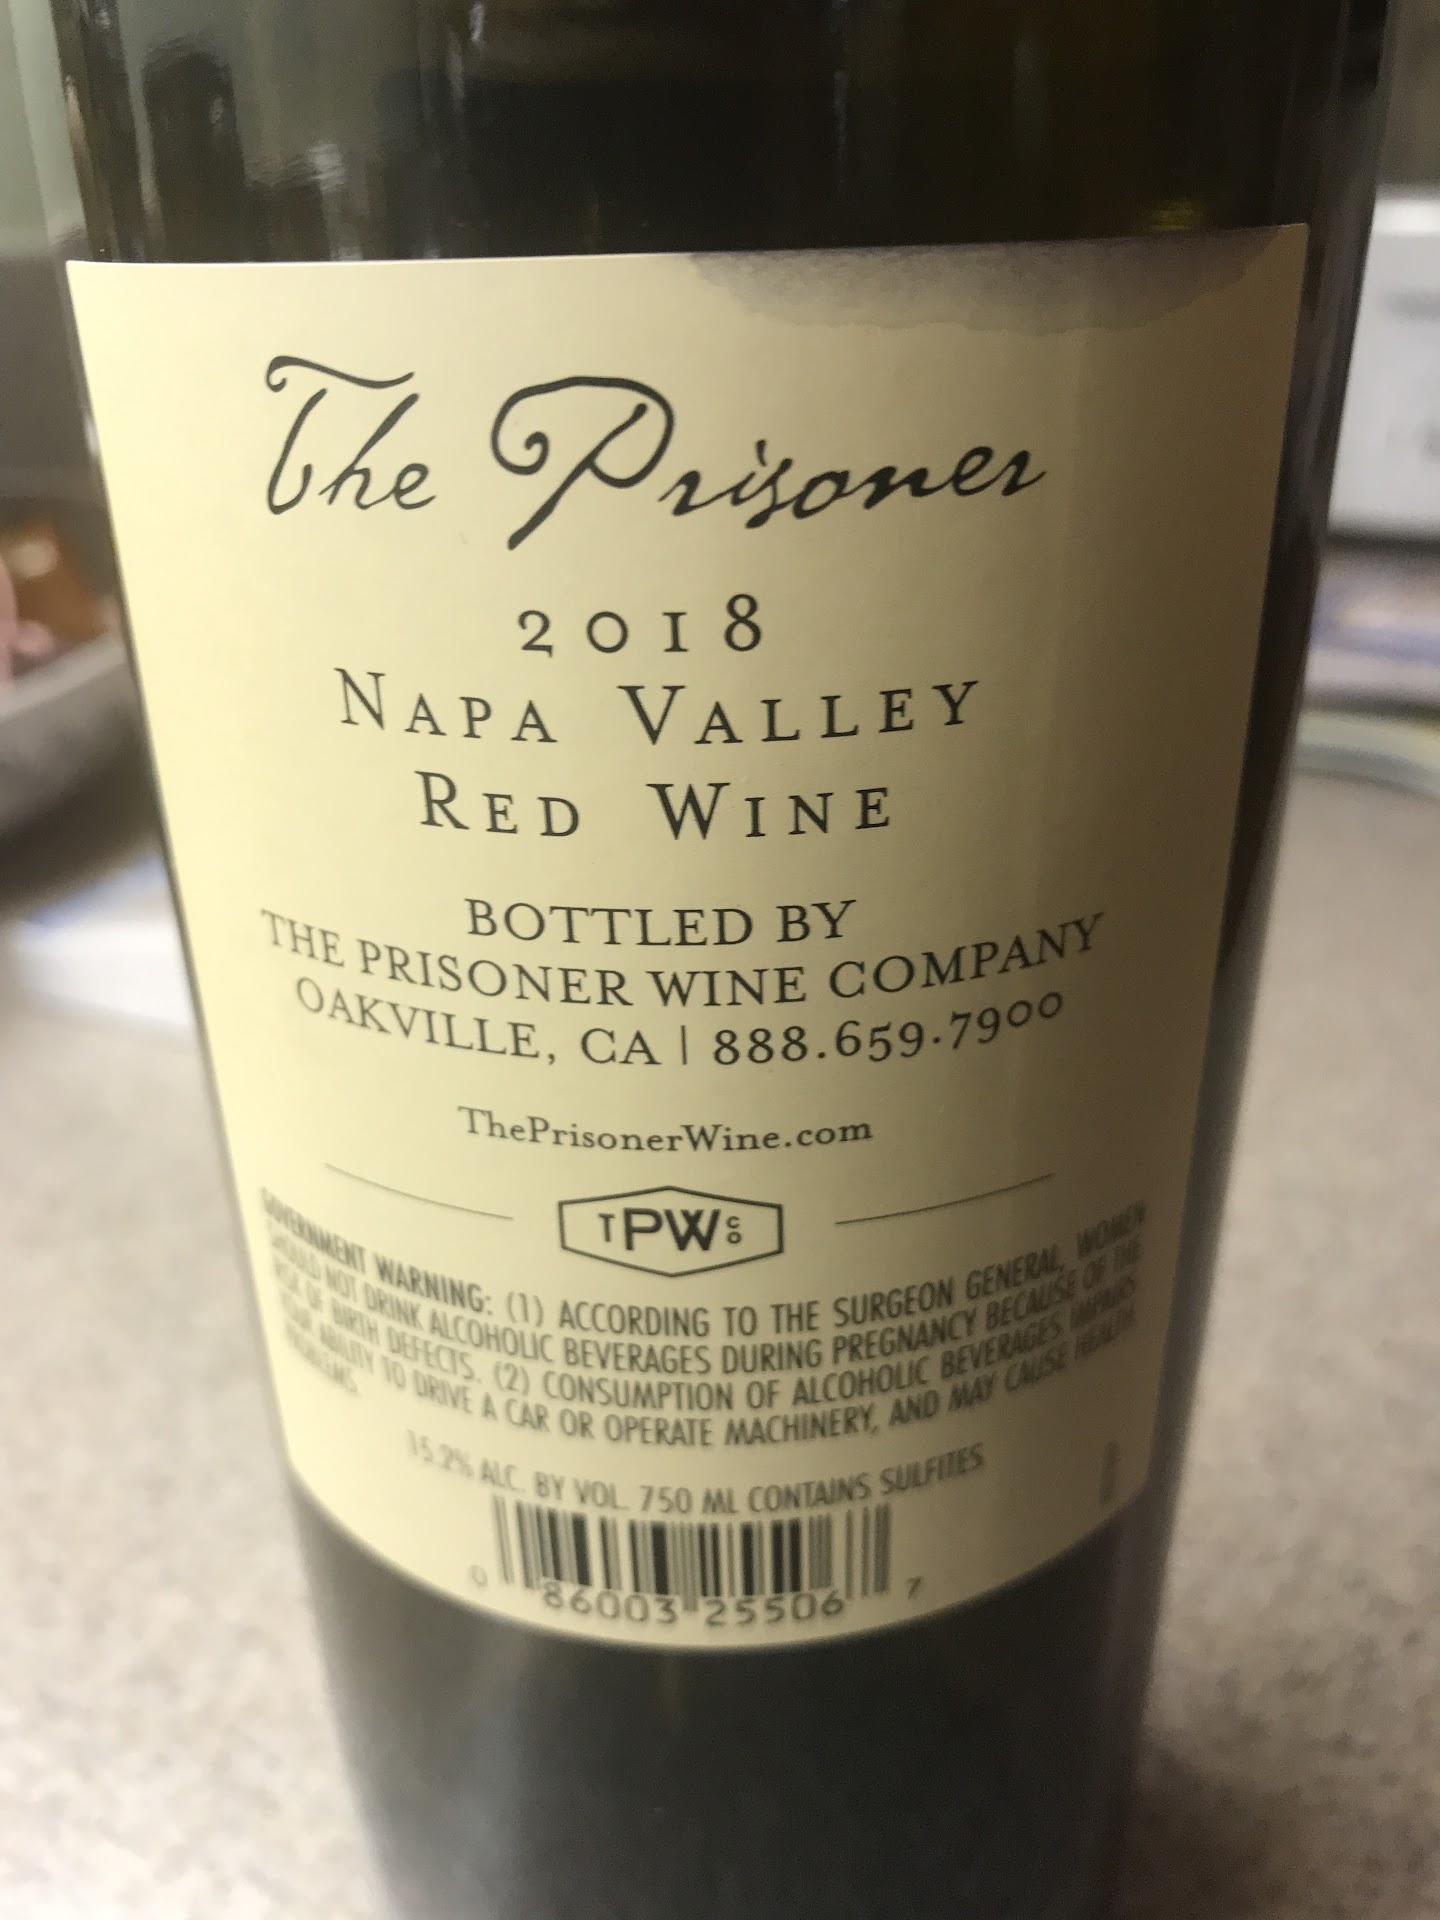 The Prisoner
2018
NAPA VALLEY
RED WINE
BOTTLED BY
THE PRISONER WINE COMPANY
OAKVILLE, CA | 888.659.7900
ThePrisonerWine.com
TPWCO
GOVERNMENT WARNING: (1) ACCORDING TO THE SURGEON GENERAL, WOMEN
SHOULD NOT DRINK ALCOHOLIC BEVERAGES DURING PREGNANCY BECAUSE OF THE
RISK OF BIRTH DEFECTS. (2) CONSUMPTION OF ALCOHOLIC BEVERAGES IMPAIRS
YOUR ABILITY TO DRIVE A CAR OR OPERATE MACHINERY, AND MAY CAUSE HEALTH
PROBLEMS.
15.2% ALC. BY VOL. 750 ML CONTAINS SULFITES
0 86003 25506 7